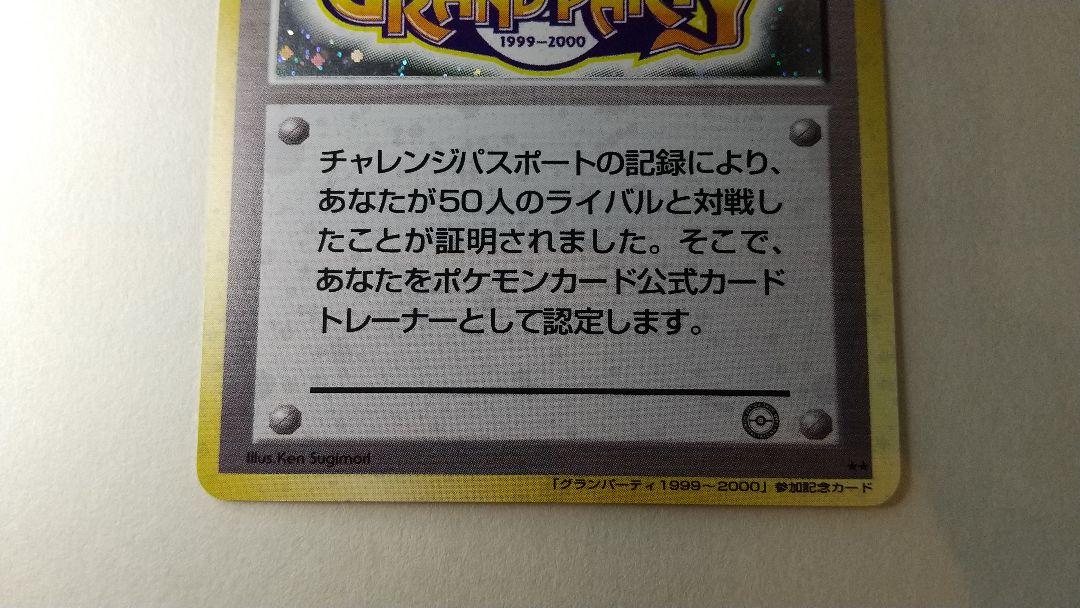 GRAND PARTY
1999–2000
チャレンジパスポートの記録により、
あなたが50人のライバルと対戦し
たことが証明されました。そこで、
あなたをポケモンカード公式カード
トレーナーとして認定します。
Illus. Ken Sugimori
★★
「グランパーティ1999〜2000」参加記念カード